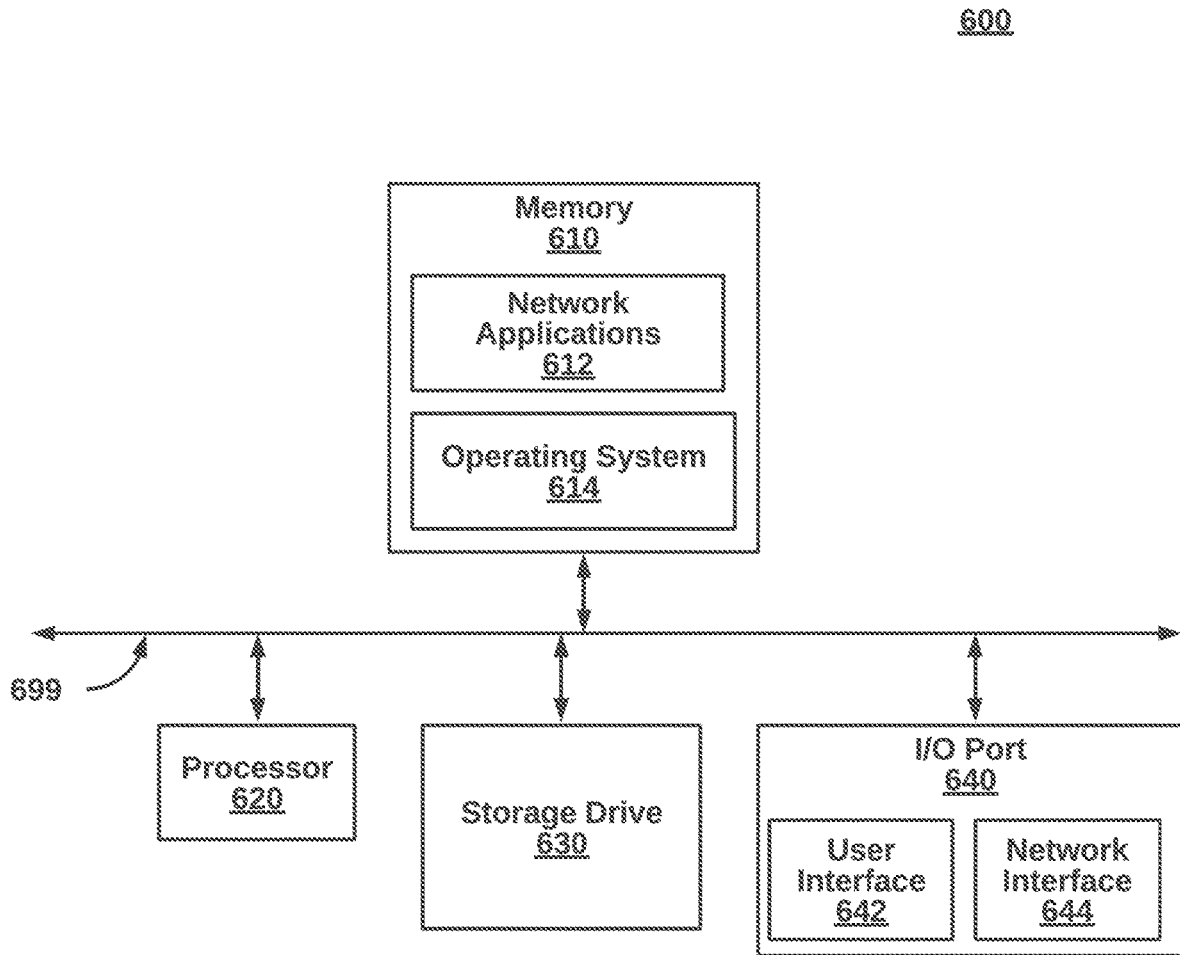 600
Memory
610
Network
Applications
612
Operating System
614
699
Processor
620
Storage Drive
630
I/O Port
640
User
Interface
642
Network
Interface
644